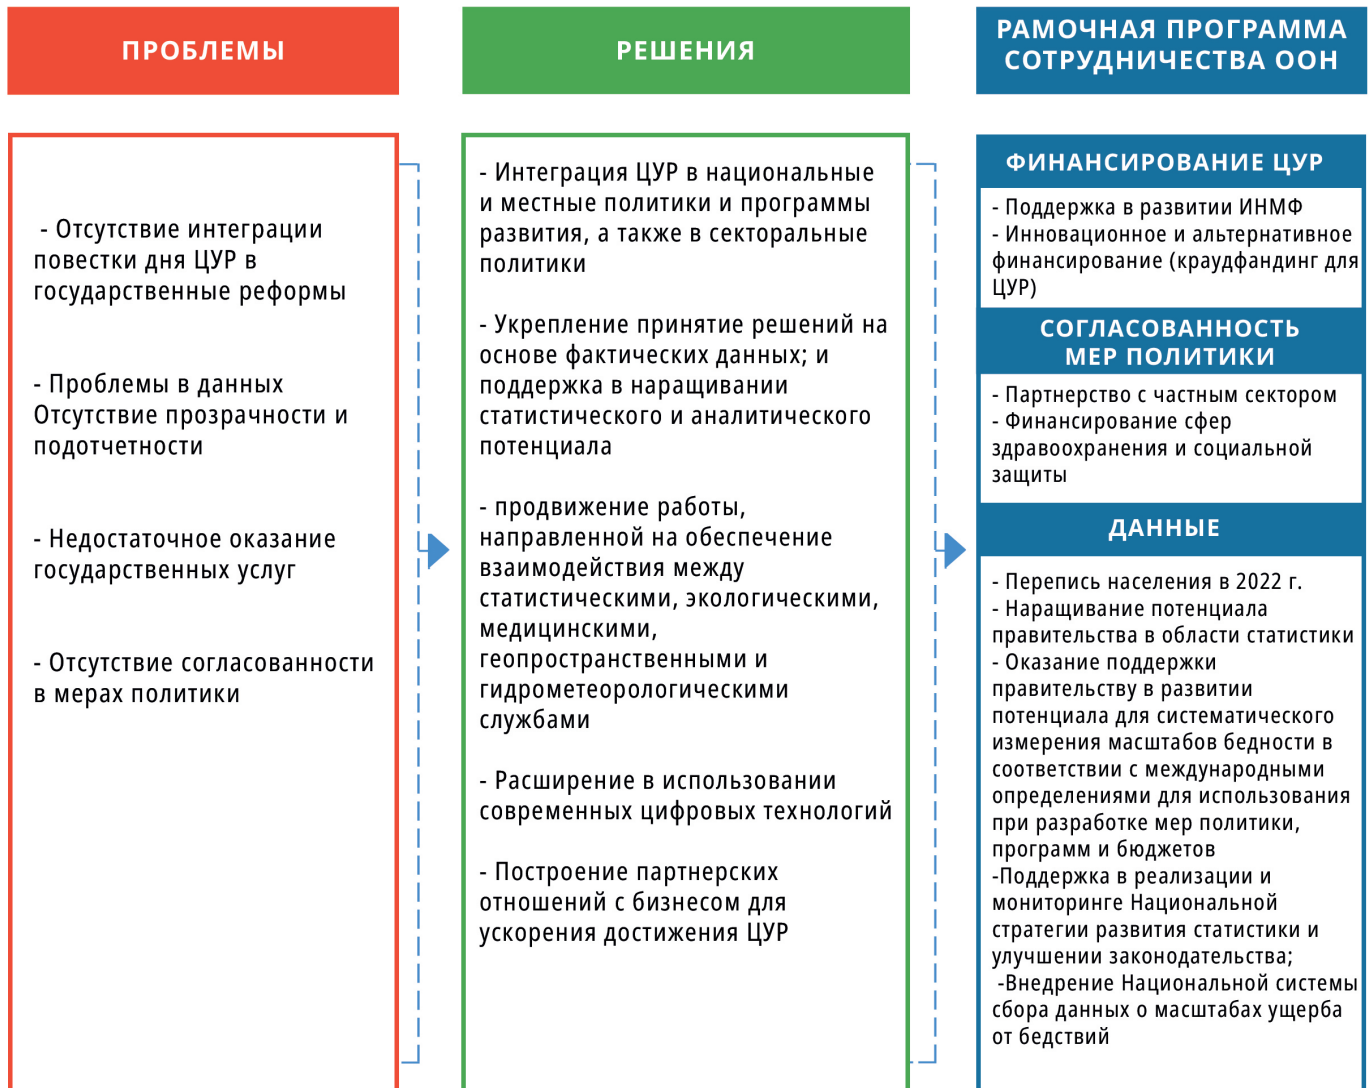 ПРОБЛЕМЫ
- Отсутствие интеграции
повестки дня ЦУР в
государственные реформы
- Проблемы в данных
Отсутствие прозрачности и
подотчетности
- Недостаточное оказание
государственных услуг
- Отсутствие согласованности
в мерах политики
РЕШЕНИЯ
- Интеграция ЦУР в национальные
и местные политики и программы
развития, а также в секторальные
политики
- Укрепление принятие решений на
основе фактических данных; и
поддержка в наращивании
статистического и аналитического
потенциала
- продвижение работы,
направленной на обеспечение
взаимодействия между
статистическими, экологическими,
медицинскими,
геопространственными и
гидрометеорологическими
службами
- Расширение в использовании
современных цифровых технологий
- Построение партнерских
отношений с бизнесом для
ускорения достижения ЦУР
РАМОЧНАЯ ПРОГРАММА
СОТРУДНИЧЕСТВА ООН
ФИНАНСИРОВАНИЕ ЦУР
- Поддержка в развитии ИНМФ
- Инновационное и альтернативное
финансирование (краудфандинг для
ЦУР)
СОГЛАСОВАННОСТЬ
МЕР ПОЛИТИКИ
- Партнерство с частным сектором
- Финансирование сфер
здравоохранения и социальной
защиты
ДАННЫЕ
- Перепись населения в 2022 г.
- Наращивание потенциала
правительства в области статистики
- Оказание поддержки
правительству в развитии
потенциала для систематического
измерения масштабов бедности в
соответствии с международными
определениями для использования
при разработке мер политики,
программ и бюджетов
-Поддержка в реализации и
мониторинге Национальной
стратегии развития статистики и
улучшении законодательства;
-Внедрение Национальной системы
сбора данных о масштабах ущерба
от бедствий